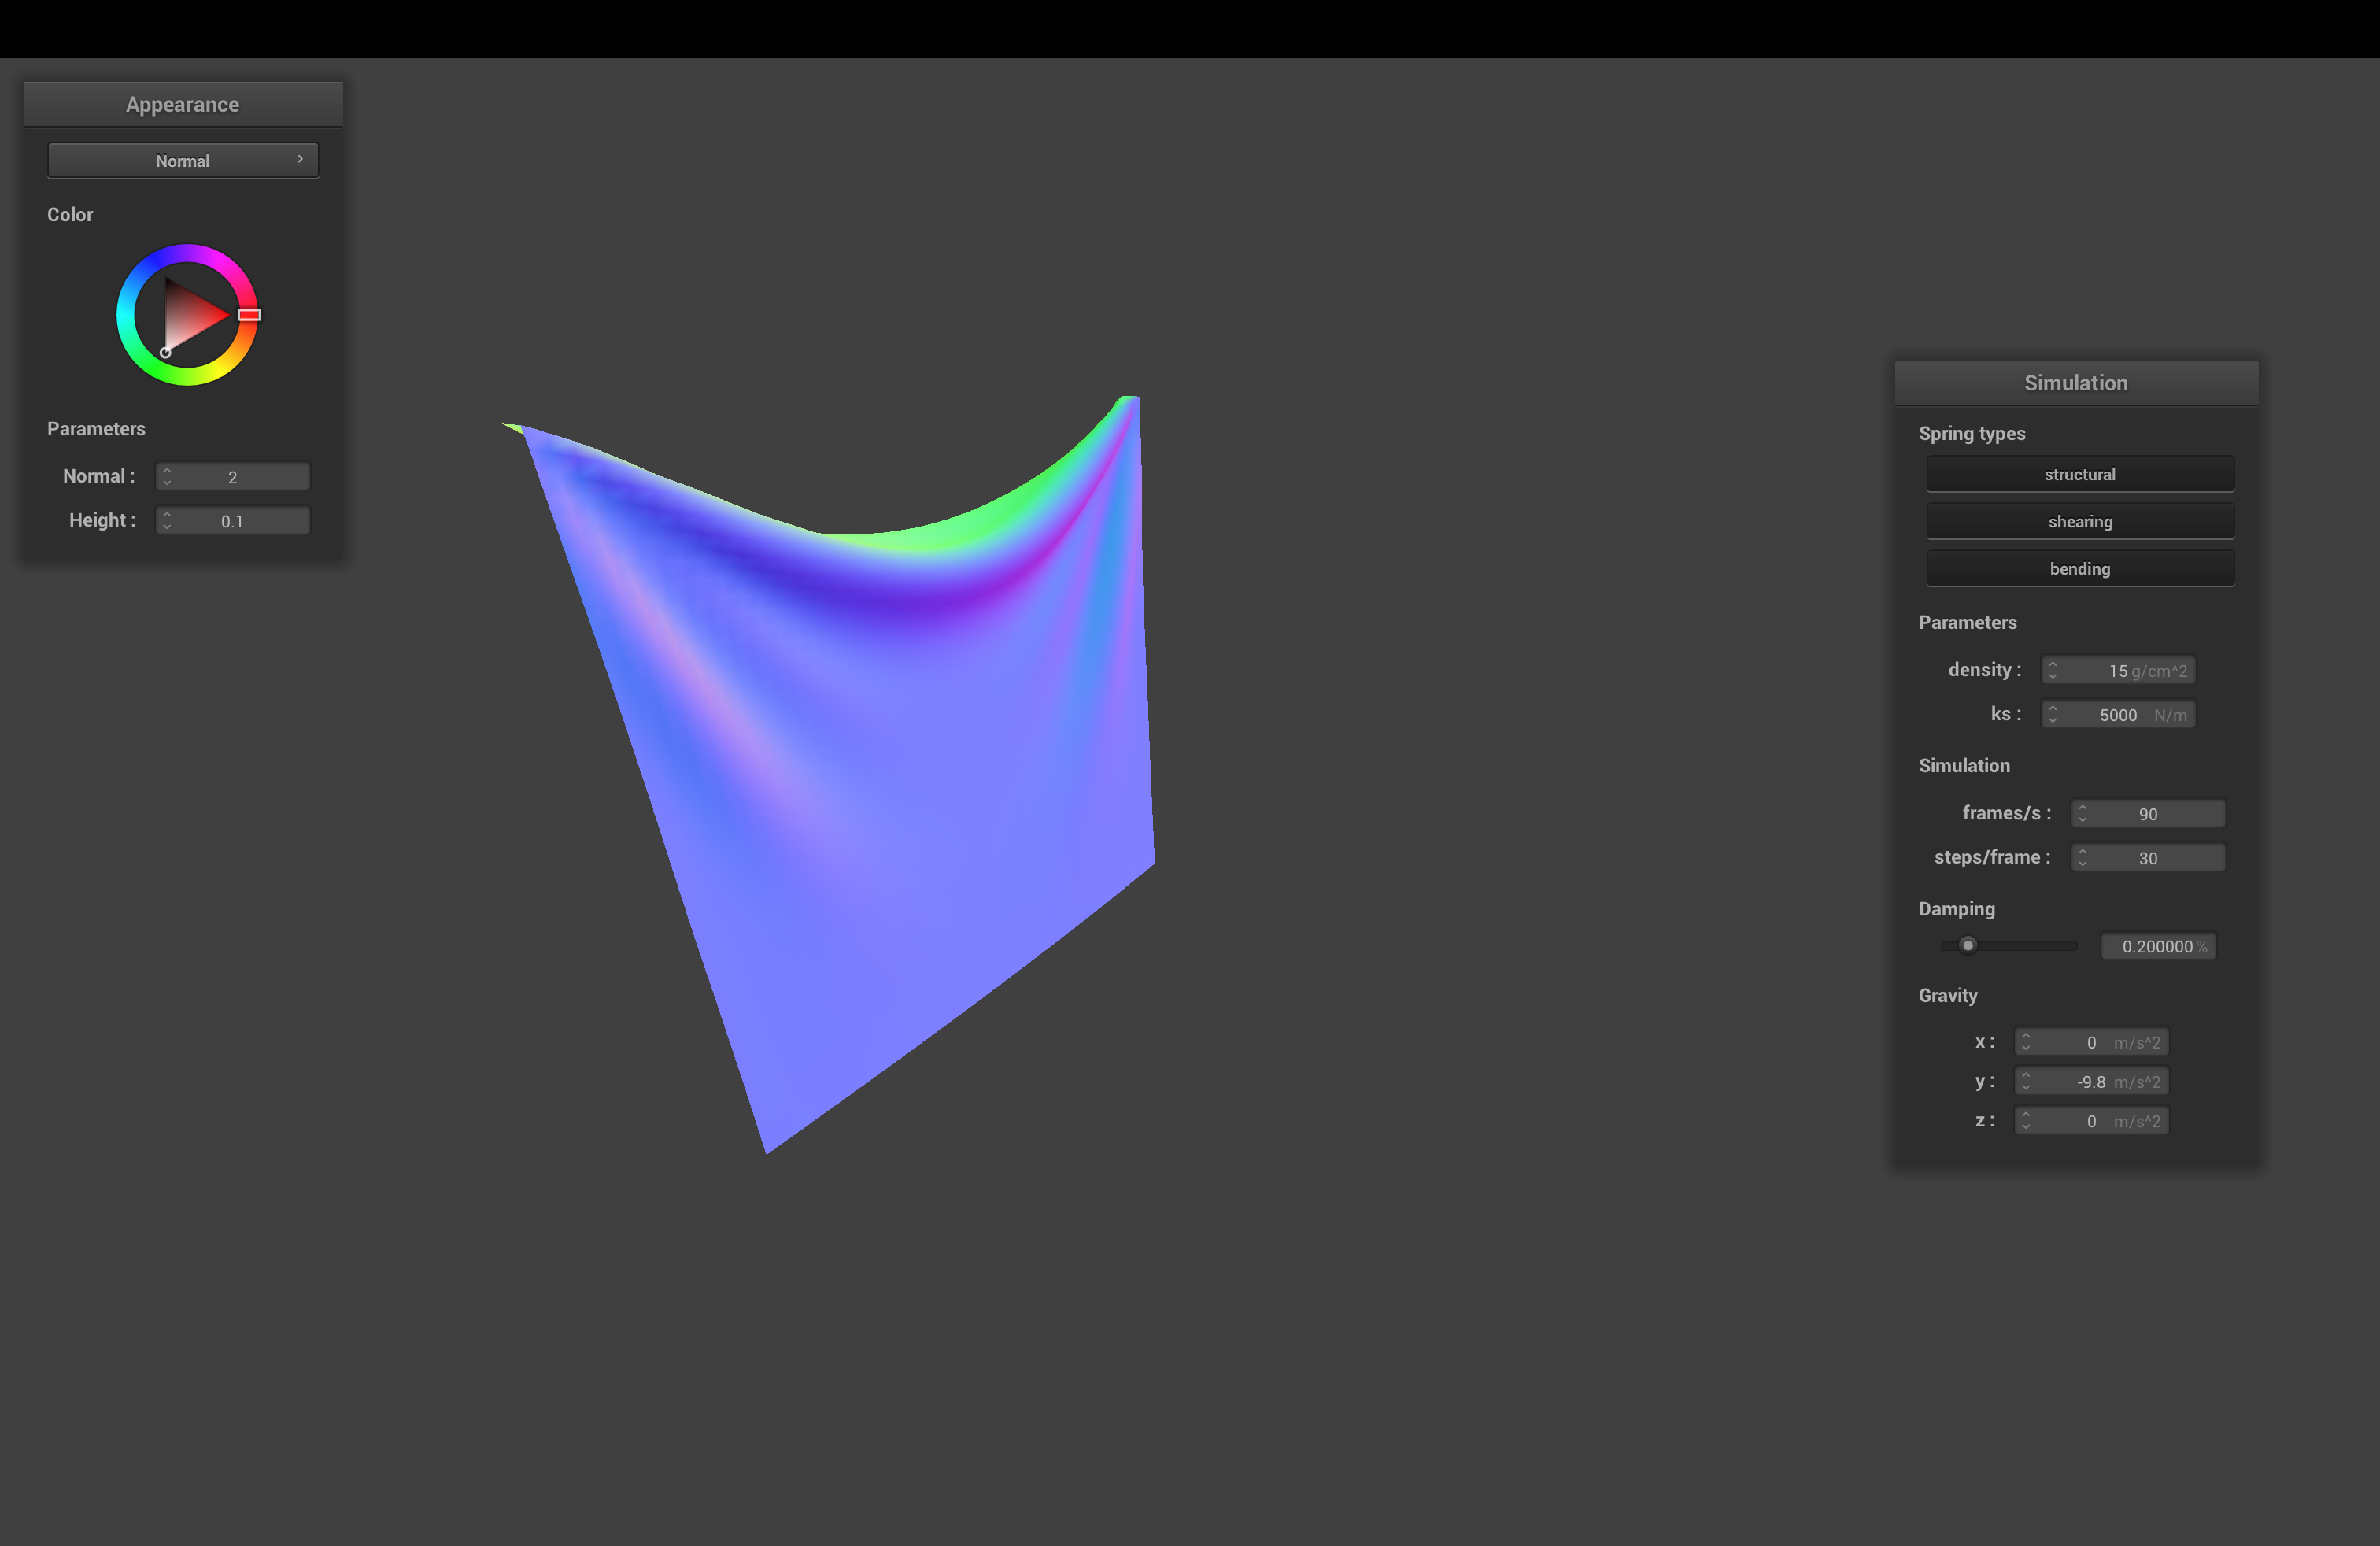 Appearance
Normal
Color
Parameters
Normal : 2
Height : 0.1
Simulation
Spring types
structural
shearing
bending
Parameters
density : 15 g/cm^2
ks : 5000 N/m
Simulation
frames/s : 90
steps/frame : 30
Damping
0.200000 %
Gravity
x : 0 m/s^2
y : -9.8 m/s^2
z : 0 m/s^2